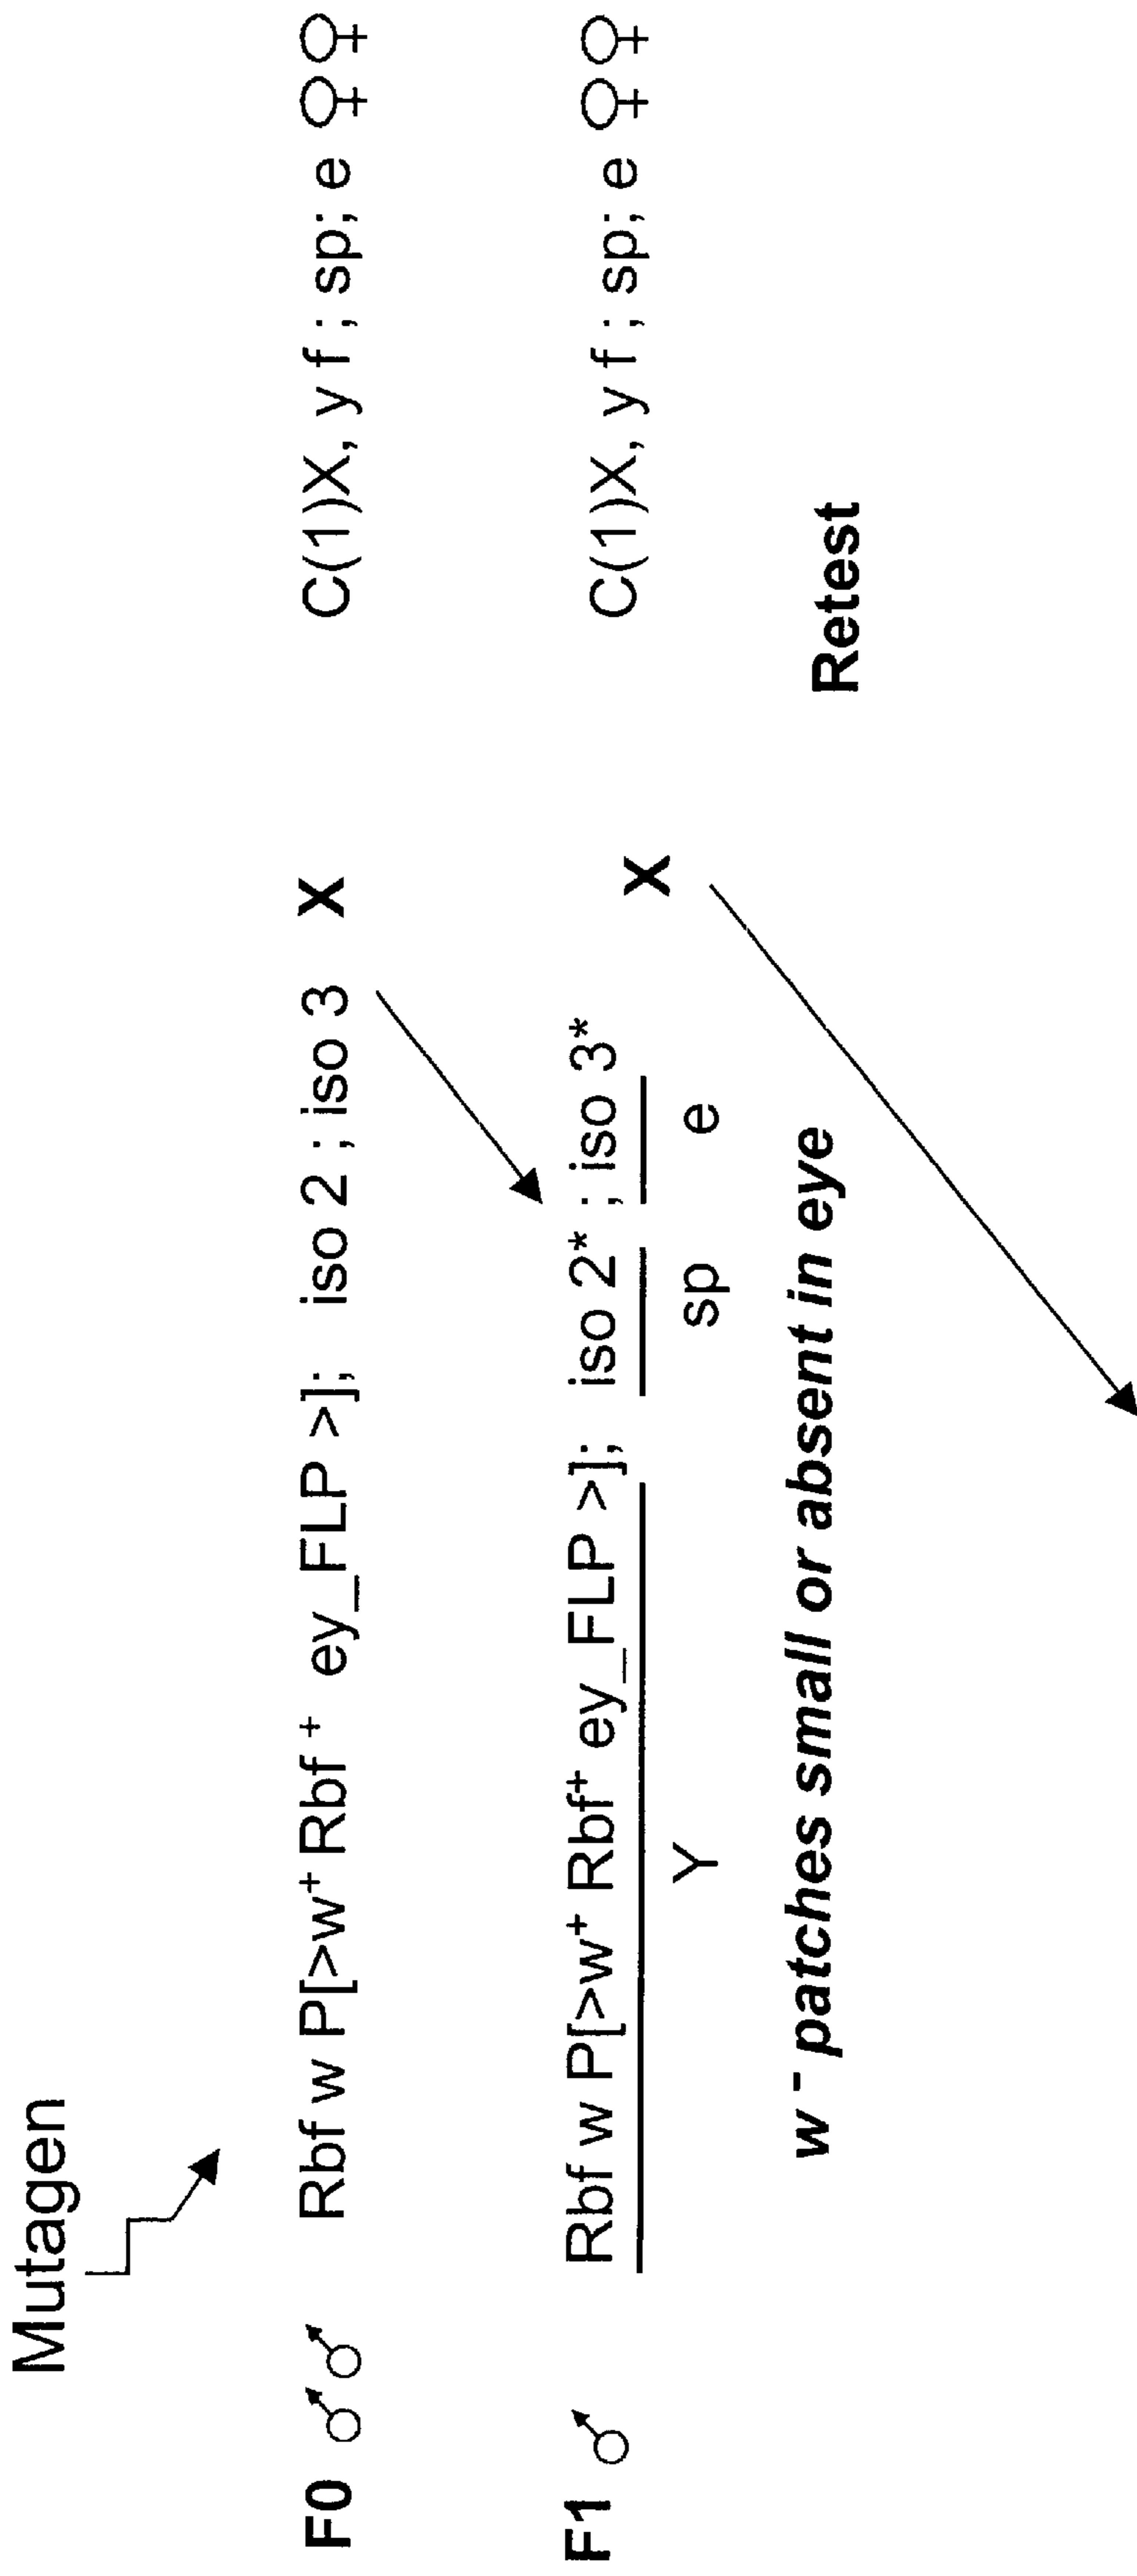 Mutagen
F0 ♂♂ Rbf w P[>w⁺ Rbf ⁺ ey_FLP >]; iso 2 ; iso 3 X C(1)X, y f ; sp; e ♀♀
F1 ♂ Rbf w P[>w⁺ Rbf⁺ ey_FLP >]; iso 2* ; iso 3* X C(1)X, y f ; sp; e ♀♀
Y sp e
w⁻ patches small or absent in eye Retest